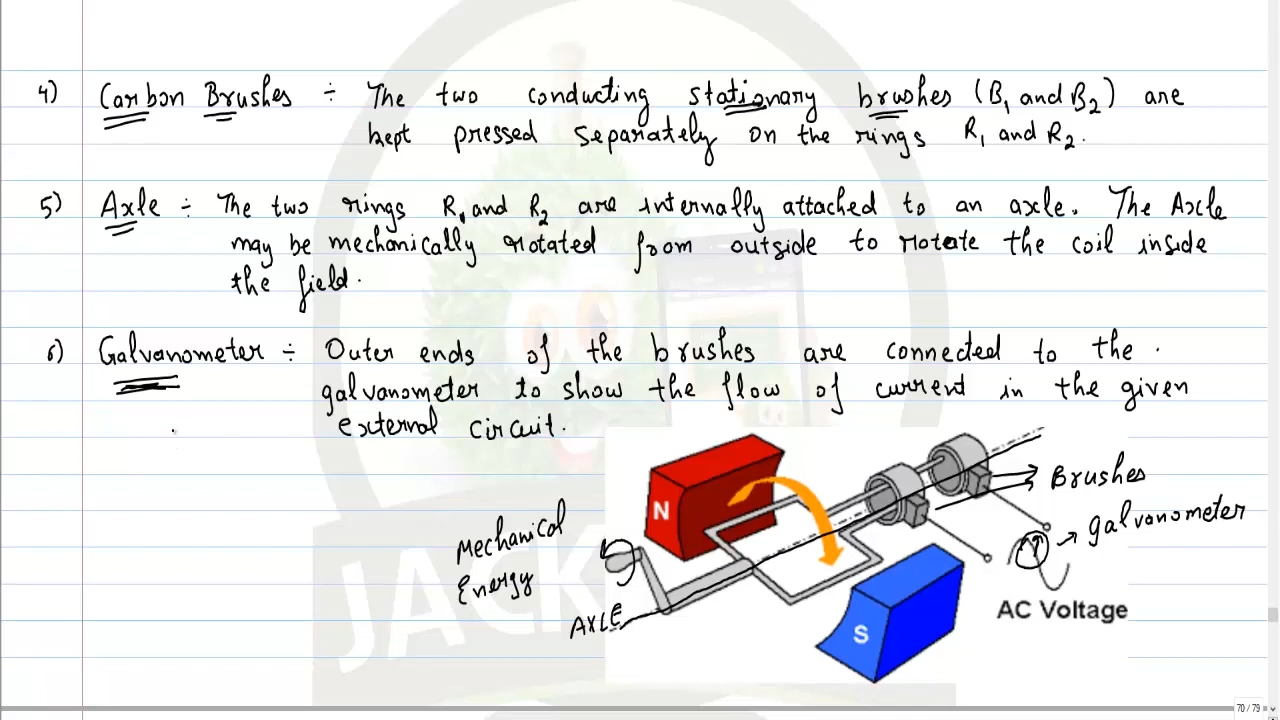 4) Carbon Brushes ÷ The two conducting stationary brushes (B₁ and B₂) are
kept pressed separately on the rings R₁ and R₂.
5) Axle ÷ The two rings R₁ and R₂ are internally attached to an axle. The Axle
may be mechanically rotated from outside to rotate the coil inside
the field.
6) Galvanometer ÷ Outer ends of the brushes are connected to the
galvanometer to show the flow of current in the given
external circuit.
N
Brushes
galvanometer
Mechanical
Energy
AXLE
AC Voltage
S
JACK
70 / 79